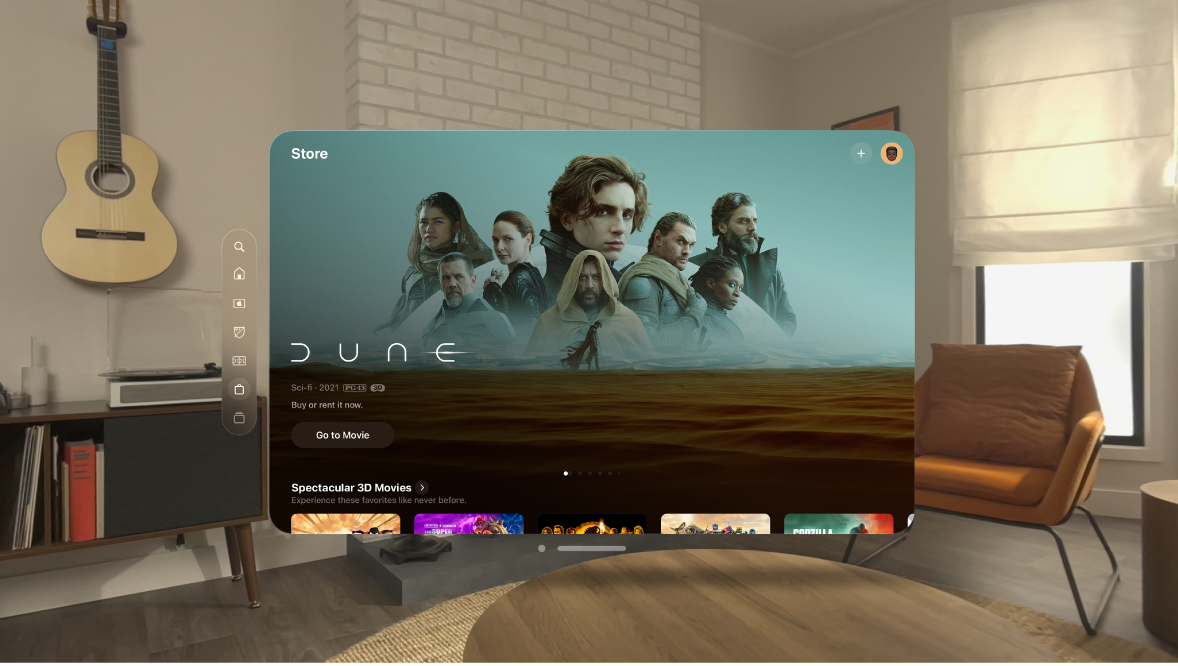 Store
DUNE
Sci-fi · 2021 PG-13 3D
Buy or rent it now.
Go to Movie
Spectacular 3D Movies
Experience these favorites like never before.
SUPER
GODZILLA